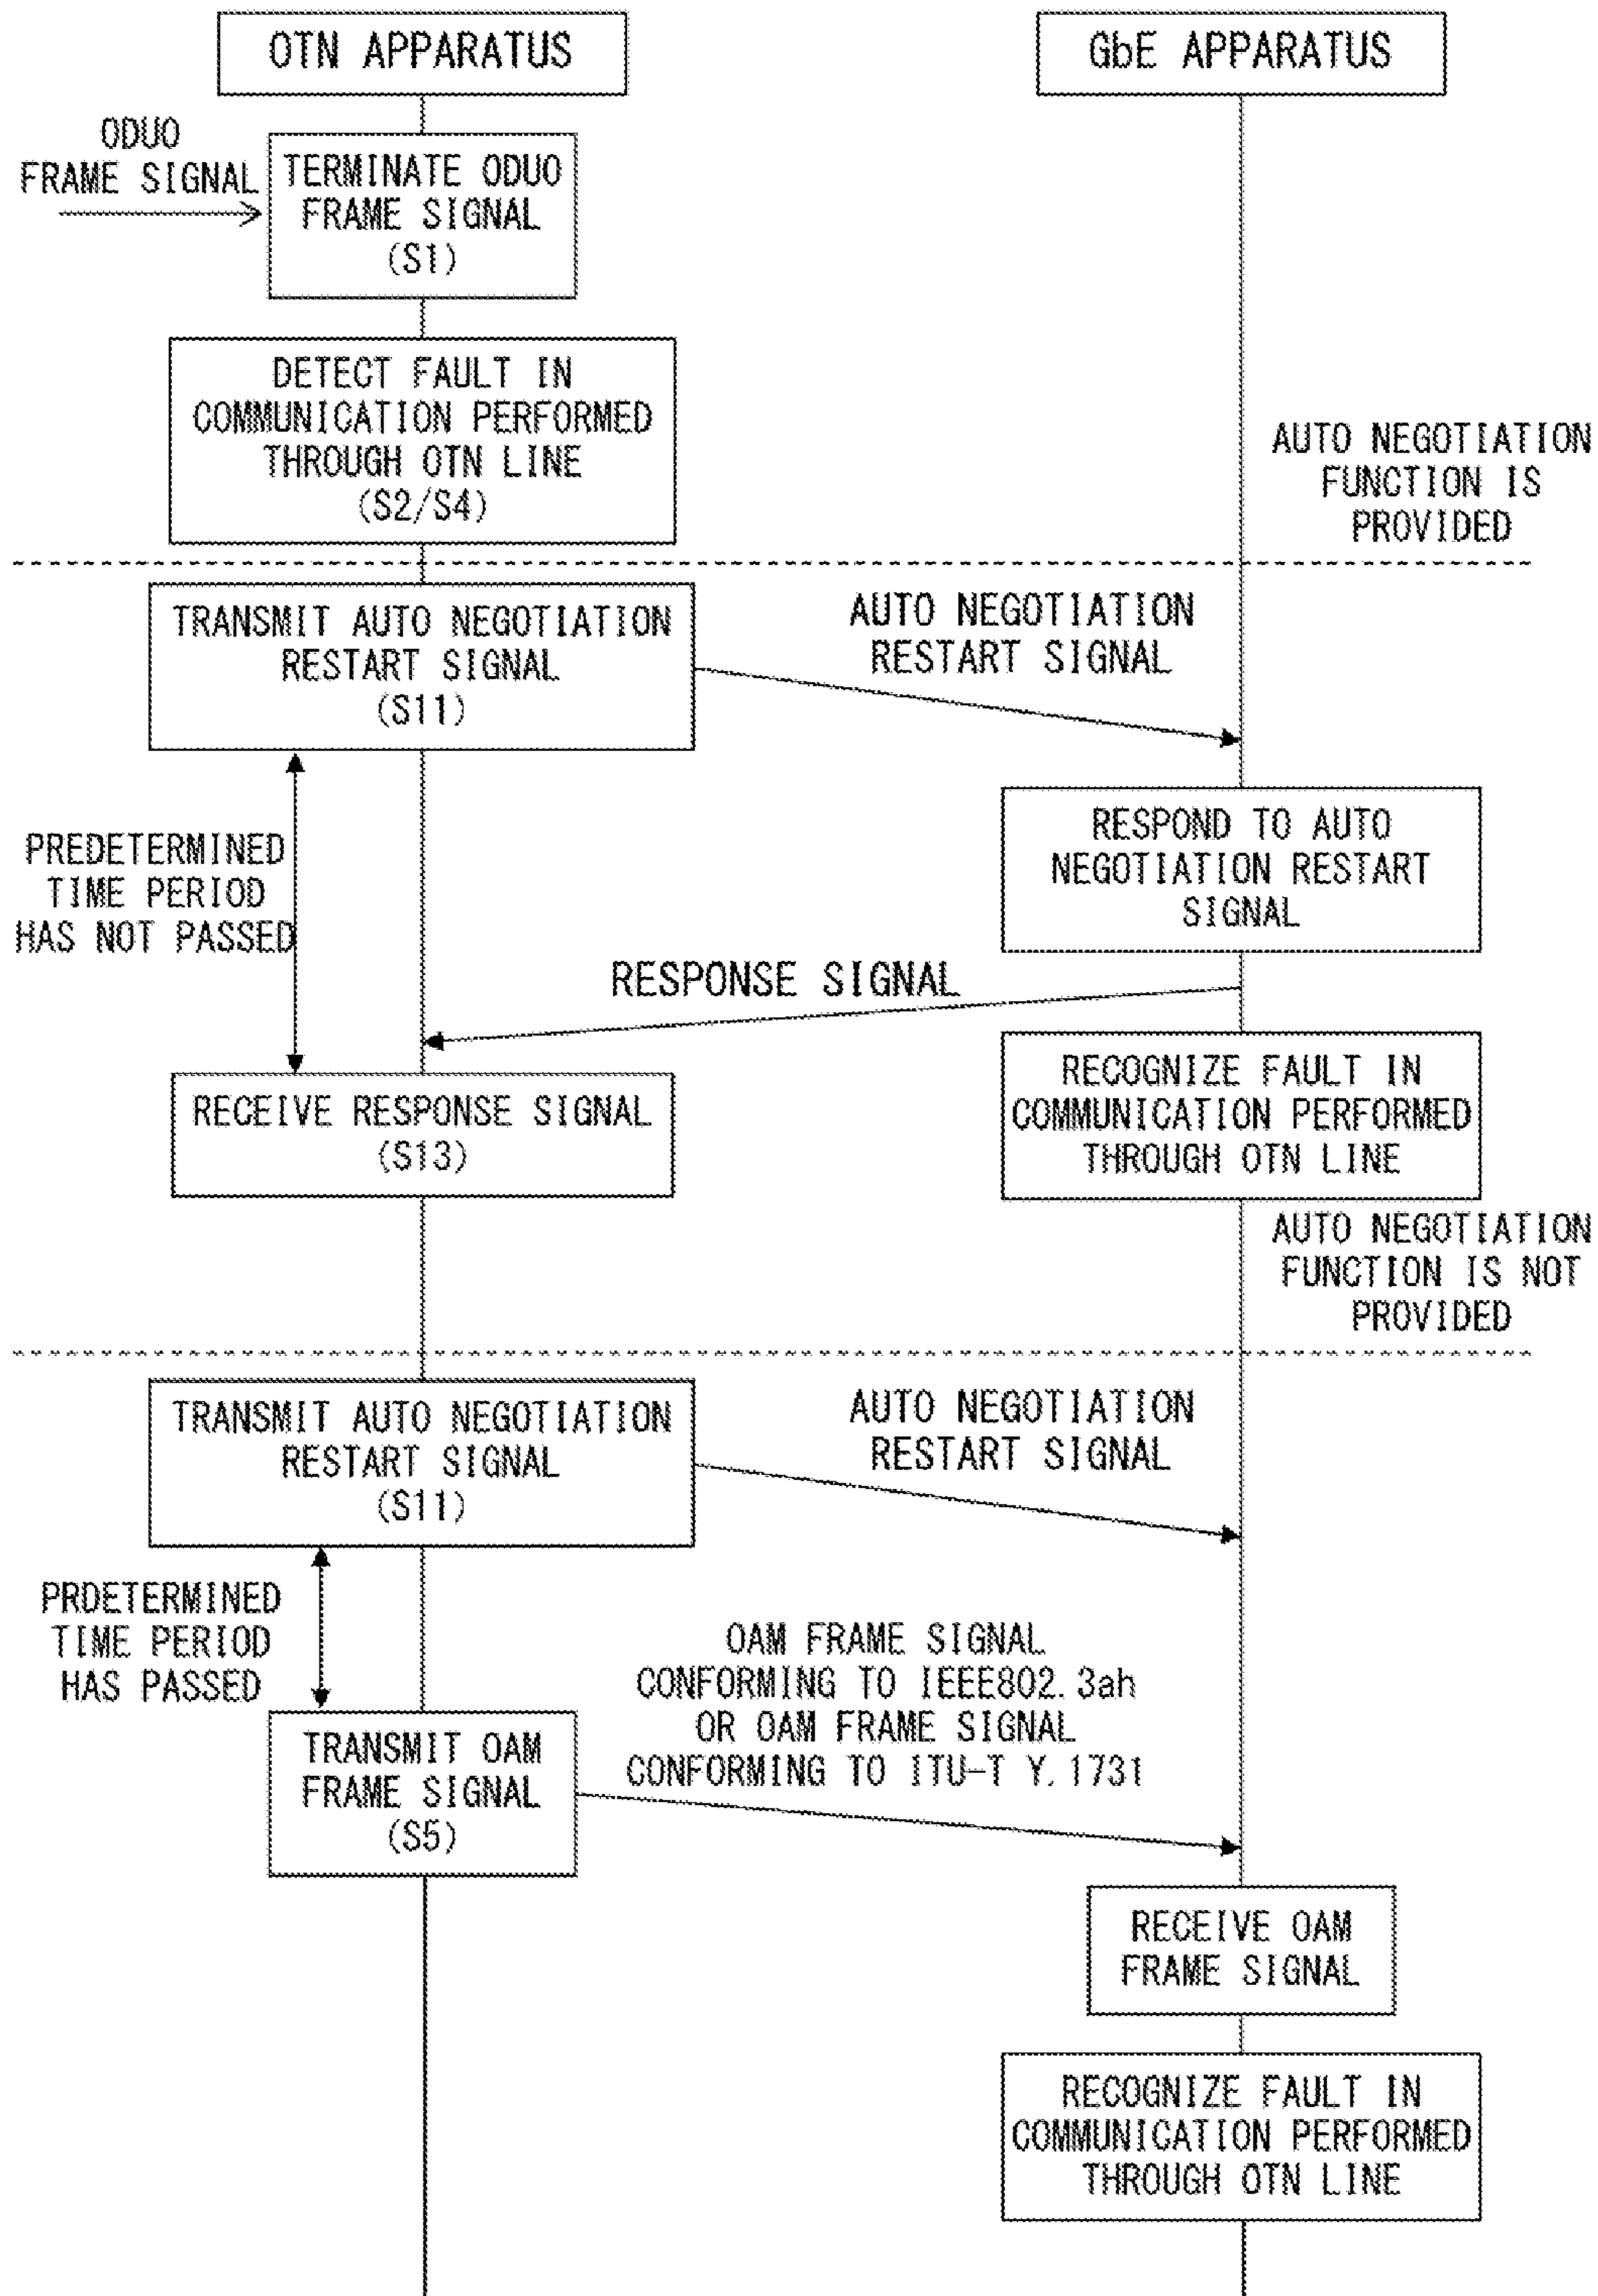 OTN APPARATUS
GbE APPARATUS
ODUO
FRAME SIGNAL
TERMINATE ODUO
FRAME SIGNAL
(S1)
DETECT FAULT IN
COMMUNICATION PERFORMED
THROUGH OTN LINE
(S2/S4)
AUTO NEGOTIATION
FUNCTION IS
PROVIDED
TRANSMIT AUTO NEGOTIATION
RESTART SIGNAL
(S11)
AUTO NEGOTIATION
RESTART SIGNAL
PREDETERMINED
TIME PERIOD
HAS NOT PASSED
RESPOND TO AUTO
NEGOTIATION RESTART
SIGNAL
RESPONSE SIGNAL
RECEIVE RESPONSE SIGNAL
(S13)
RECOGNIZE FAULT IN
COMMUNICATION PERFORMED
THROUGH OTN LINE
AUTO NEGOTIATION
FUNCTION IS NOT
PROVIDED
TRANSMIT AUTO NEGOTIATION
RESTART SIGNAL
(S11)
AUTO NEGOTIATION
RESTART SIGNAL
PRDETERMINED
TIME PERIOD
HAS PASSED
OAM FRAME SIGNAL
CONFORMING TO IEEE802.3ah
OR OAM FRAME SIGNAL
CONFORMING TO ITU-T Y.1731
TRANSMIT OAM
FRAME SIGNAL
(S5)
RECEIVE OAM
FRAME SIGNAL
RECOGNIZE FAULT IN
COMMUNICATION PERFORMED
THROUGH OTN LINE